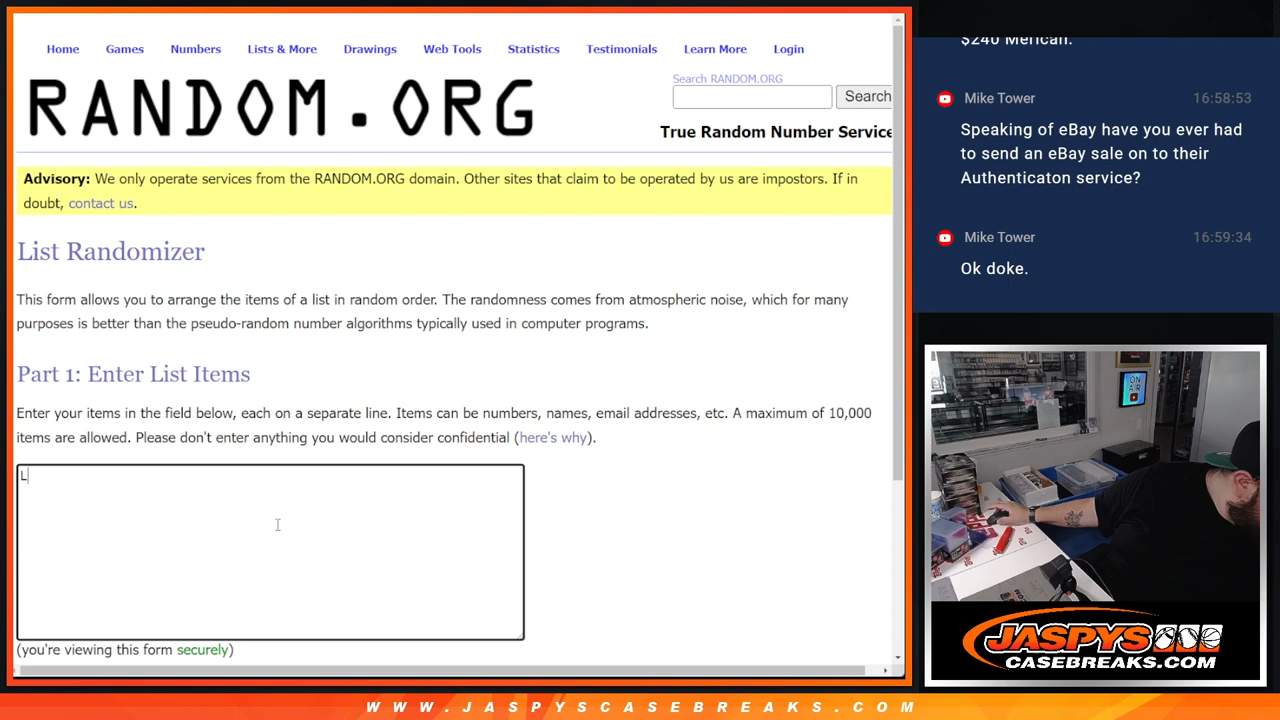 Home Games Numbers Lists & More Drawings Web Tools Statistics Testimonials Learn More Login
RANDOM.ORG
Search RANDOM.ORG
Search
True Random Number Service
Advisory: We only operate services from the RANDOM.ORG domain. Other sites that claim to be operated by us are impostors. If in
doubt, contact us.
List Randomizer
This form allows you to arrange the items of a list in random order. The randomness comes from atmospheric noise, which for many
purposes is better than the pseudo-random number algorithms typically used in computer programs.
Part 1: Enter List Items
Enter your items in the field below, each on a separate line. Items can be numbers, names, email addresses, etc. A maximum of 10,000
items are allowed. Please don't enter anything you would consider confidential (here's why).
L
(you're viewing this form securely)
$240 Merican.
Mike Tower 16:58:53
Speaking of eBay have you ever had
to send an eBay sale on to their
Authenticaton service?
Mike Tower 16:59:34
Ok doke.
ON
AIR
JASPYS
CASEBREAKS.COM
WWW.JASPYSCASEBREAKS.COM